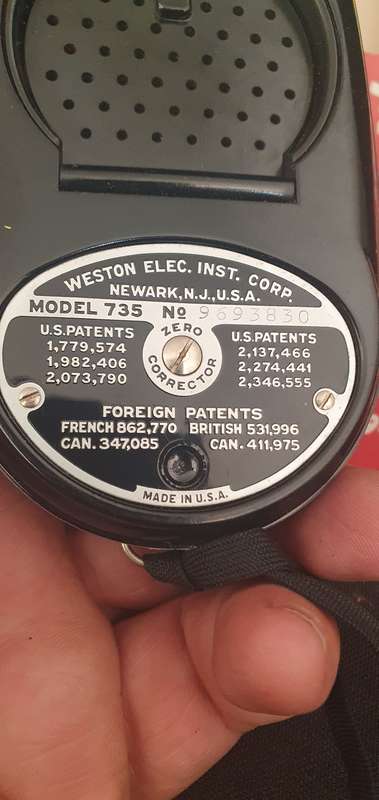 WESTON ELEC. INST. CORP.
NEWARK, N.J., U.S.A.
MODEL 735 No 9693830
ZERO
CORRECTOR
U.S. PATENTS
1,779,574
1,982,406
2,073,790
U.S. PATENTS
2,137,466
2,274,441
2,346,555
FOREIGN PATENTS
FRENCH 862,770 BRITISH 531,996
CAN. 347,085 CAN. 411,975
MADE IN U.S.A.